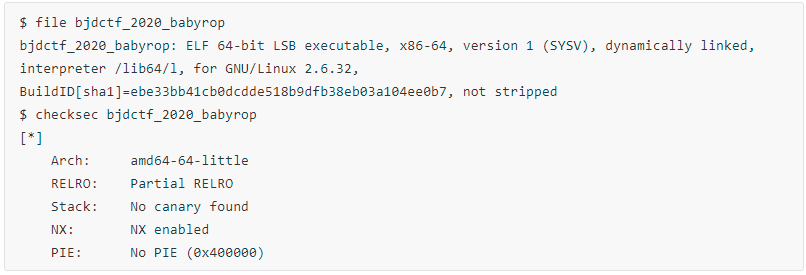 $ file bjdctf_2020_babyrop
bjdctf_2020_babyrop: ELF 64-bit LSB executable, x86-64, version 1 (SYSV), dynamically linked,
interpreter /lib64/l, for GNU/Linux 2.6.32,
BuildID[sha1]=ebe33bb41cb0dcdde518b9dfb38eb03a104ee0b7, not stripped
$ checksec bjdctf_2020_babyrop
[*]
    Arch:     amd64-64-little
    RELRO:    Partial RELRO
    Stack:    No canary found
    NX:       NX enabled
    PIE:      No PIE (0x400000)